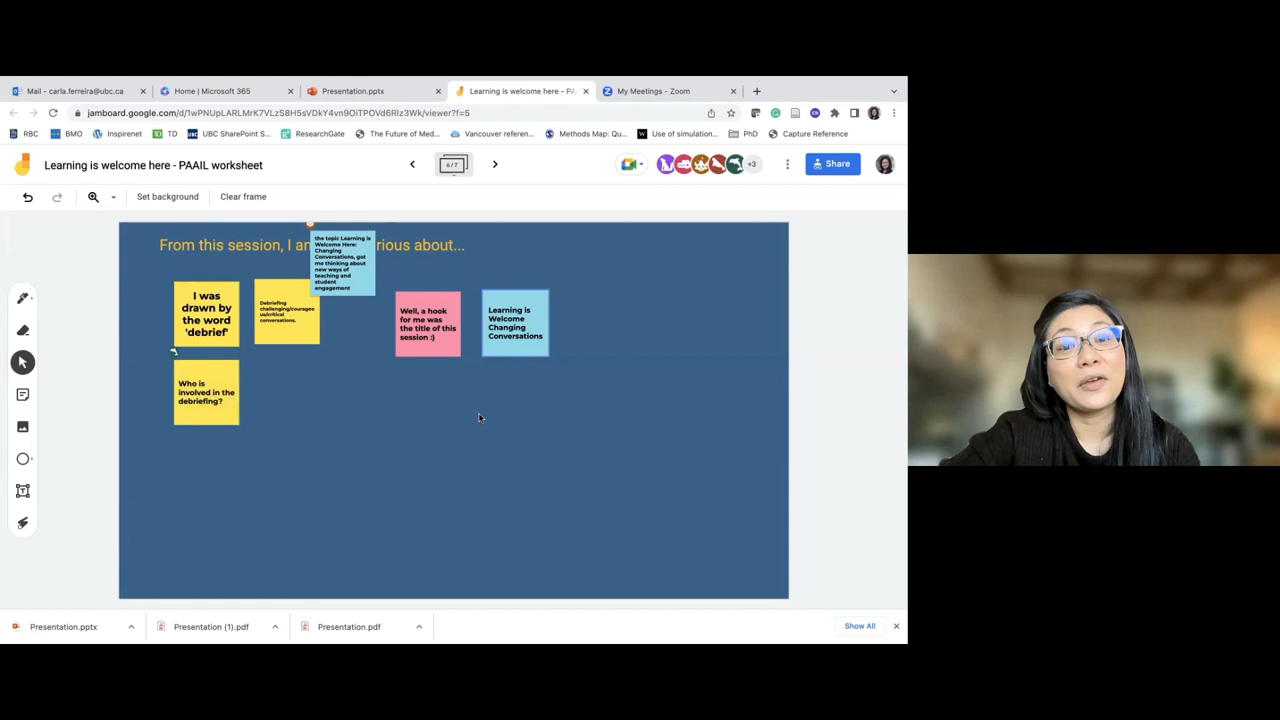 Mail - carla.ferreira@ubc.ca
Home | Microsoft 365
Presentation.pptx
Learning is welcome here - PA
My Meetings - Zoom
jamboard.google.com/d/1wPNUpLARLMrK7VLzS8H5sVDkY4vn9OiTPOVd6Rlz3Wk/viewer?f=5
RBC
BMO
Inspirenet
TD
UBC SharePoint S...
ResearchGate
The Future of Med...
Vancouver referen...
Methods Map: Qu...
Use of simulation...
PhD
Capture Reference
Learning is welcome here - PAAIL worksheet
6/7
+3
Share
Set background
Clear frame
From this session, I a
rious about...
the topic Learning is
Welcome Here:
Changing
Conversations, got
me thinking about
new ways of
teaching and
student
engagement
I was
drawn by
the word
'debrief'
Debriefing
challenging/courageo
us/critical
conversations.
Well, a hook
for me was
the title of this
session :)
Learning is
Welcome
Changing
Conversations
Who is
involved in the
debriefing?
Presentation.pptx
Presentation (1).pdf
Presentation.pdf
Show All